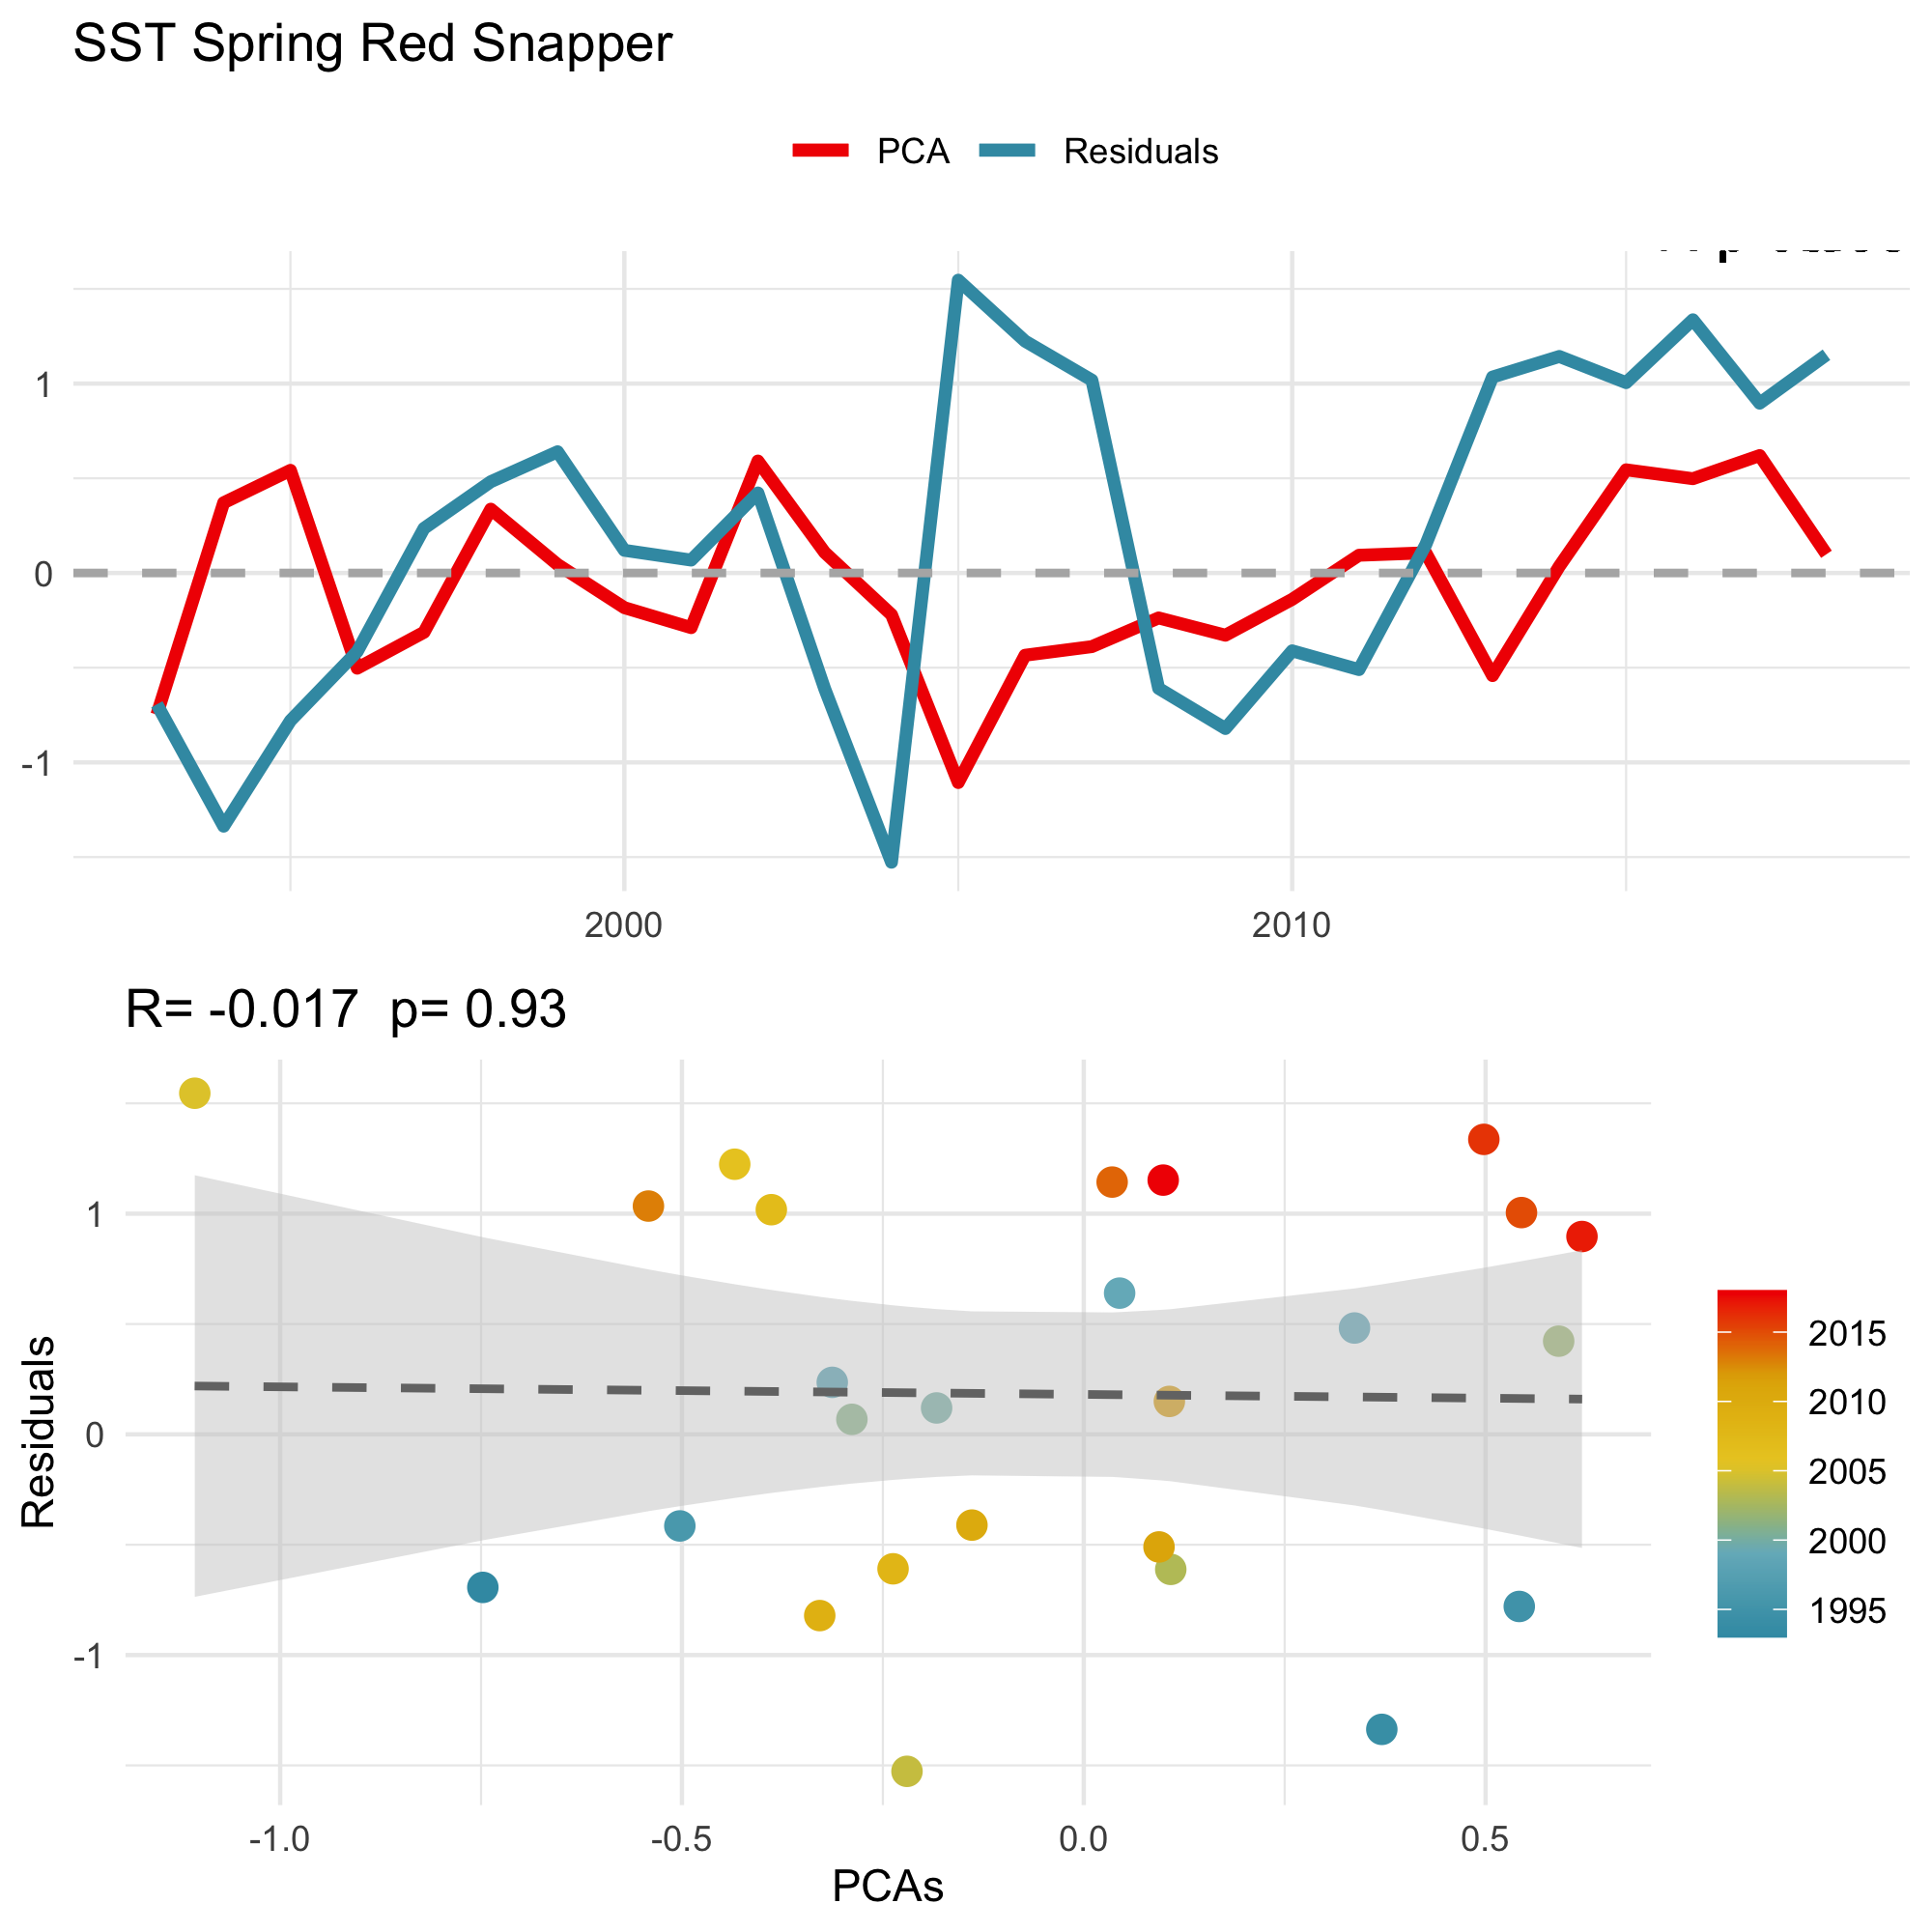 SST Spring Red Snapper
PCA Residuals
1
0
-1
2000 2010
R= -0.017 p= 0.93
Residuals
1
0
-1
2015
2010
2005
2000
1995
-1.0 -0.5 0.0 0.5
PCAs